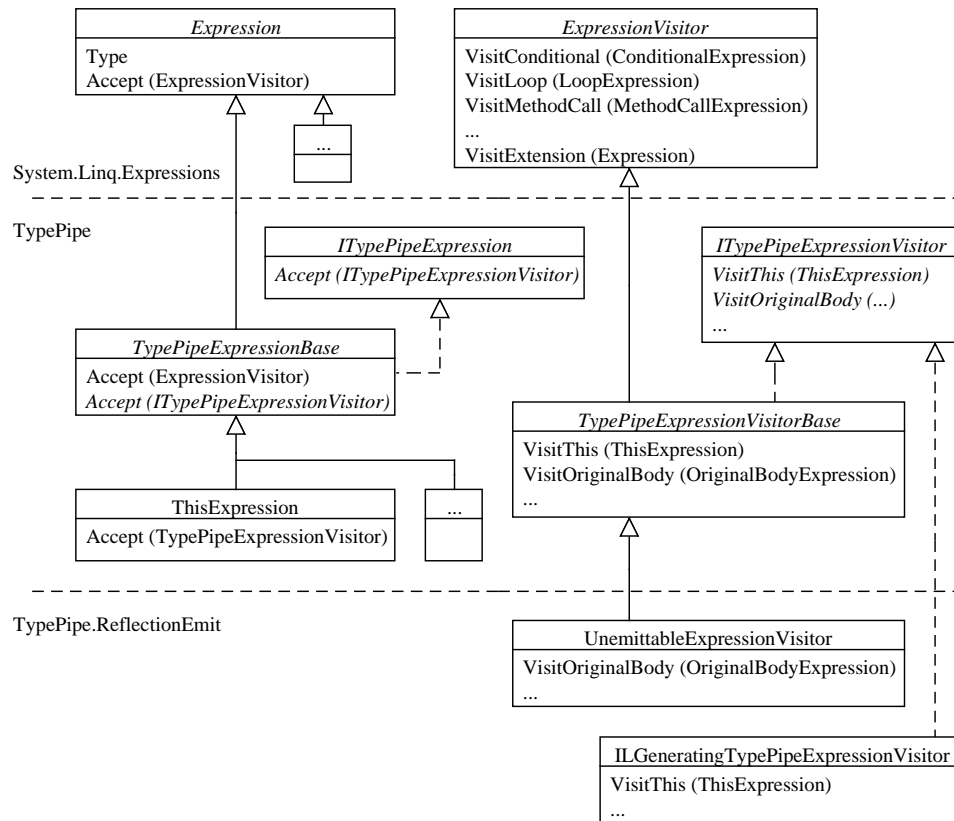 Expression
Type
Accept (ExpressionVisitor)
...
ExpressionVisitor
VisitConditional (ConditionalExpression)
VisitLoop (LoopExpression)
VisitMethodCall (MethodCallExpression)
...
VisitExtension (Expression)
System.Linq.Expressions
TypePipe
ITypePipeExpression
Accept (ITypePipeExpressionVisitor)
ITypePipeExpressionVisitor
VisitThis (ThisExpression)
VisitOriginalBody (...)
...
TypePipeExpressionBase
Accept (ExpressionVisitor)
Accept (ITypePipeExpressionVisitor)
TypePipeExpressionVisitorBase
VisitThis (ThisExpression)
VisitOriginalBody (OriginalBodyExpression)
...
ThisExpression
Accept (TypePipeExpressionVisitor)
...
TypePipe.ReflectionEmit
UnemittableExpressionVisitor
VisitOriginalBody (OriginalBodyExpression)
...
ILGeneratingTypePipeExpressionVisitor
VisitThis (ThisExpression)
...